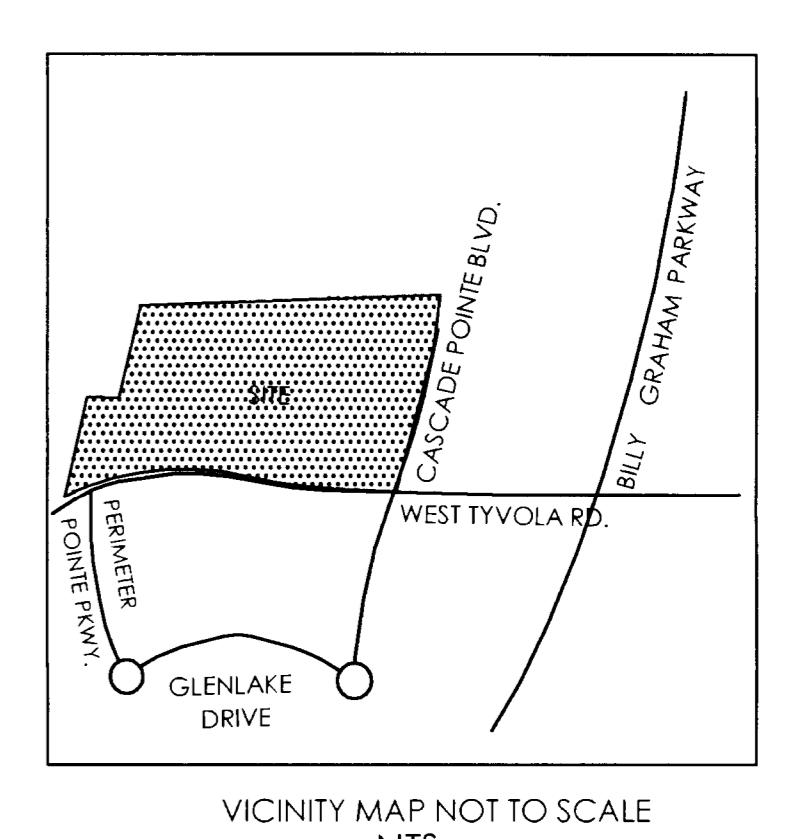 CASCADE POINTE BLVD.
BILLY GRAHAM PARKWAY
SITE
WEST TYVOLA RD.
PERIMETER
POINTE PKWY.
GLENLAKE
DRIVE
VICINITY MAP NOT TO SCALE
NTS